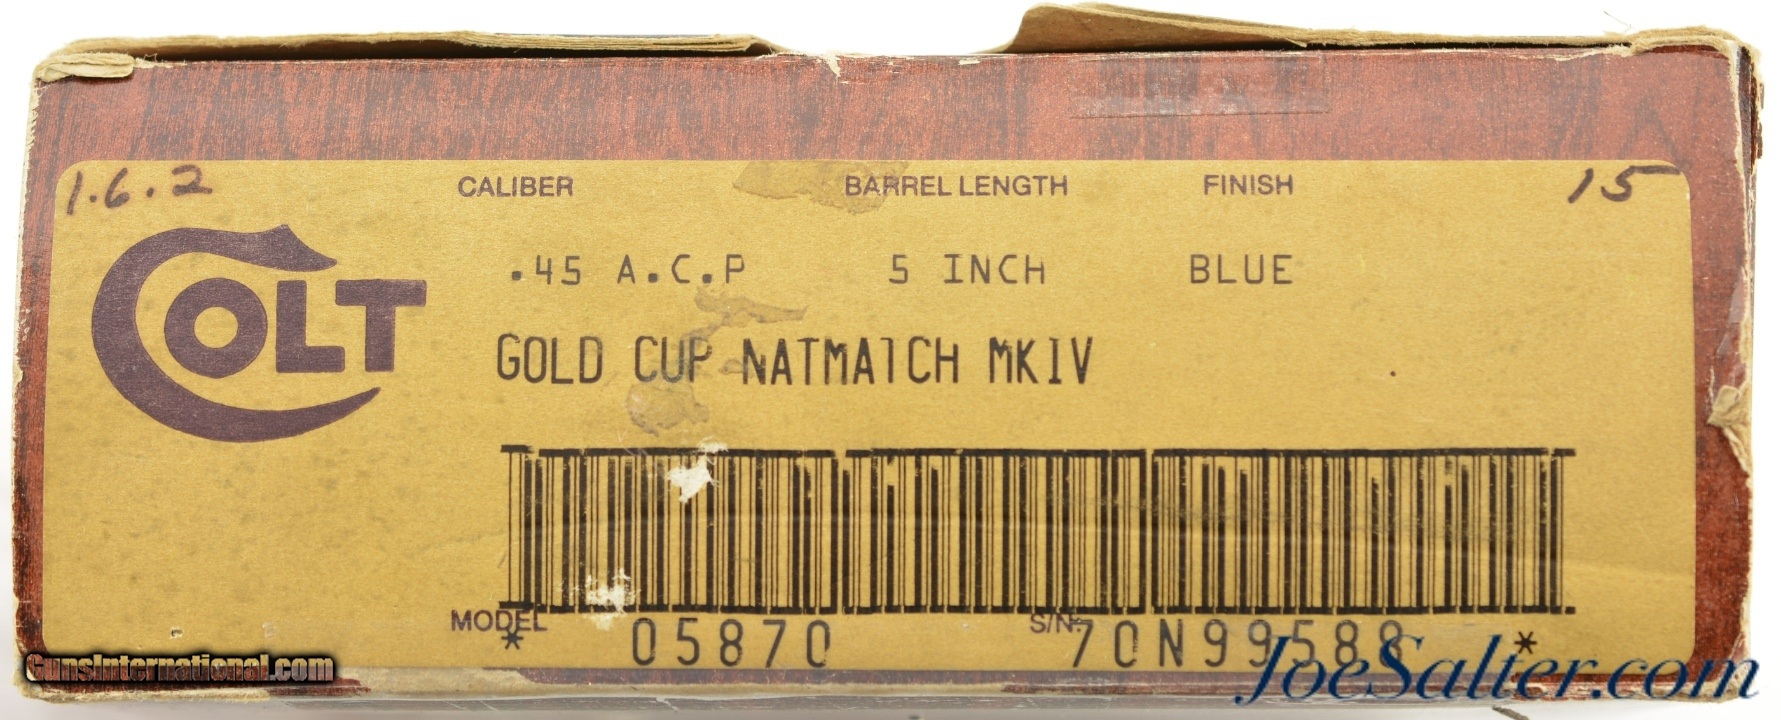 1.6.2 CALIBER BARREL LENGTH FINISH 15
COLT
.45 A.C.P 5 INCH BLUE
GOLD CUP NATMATCH MKIV
MODEL S/N:
* 05870 70N99588 *
GunsInternational.com JoeSalter.com